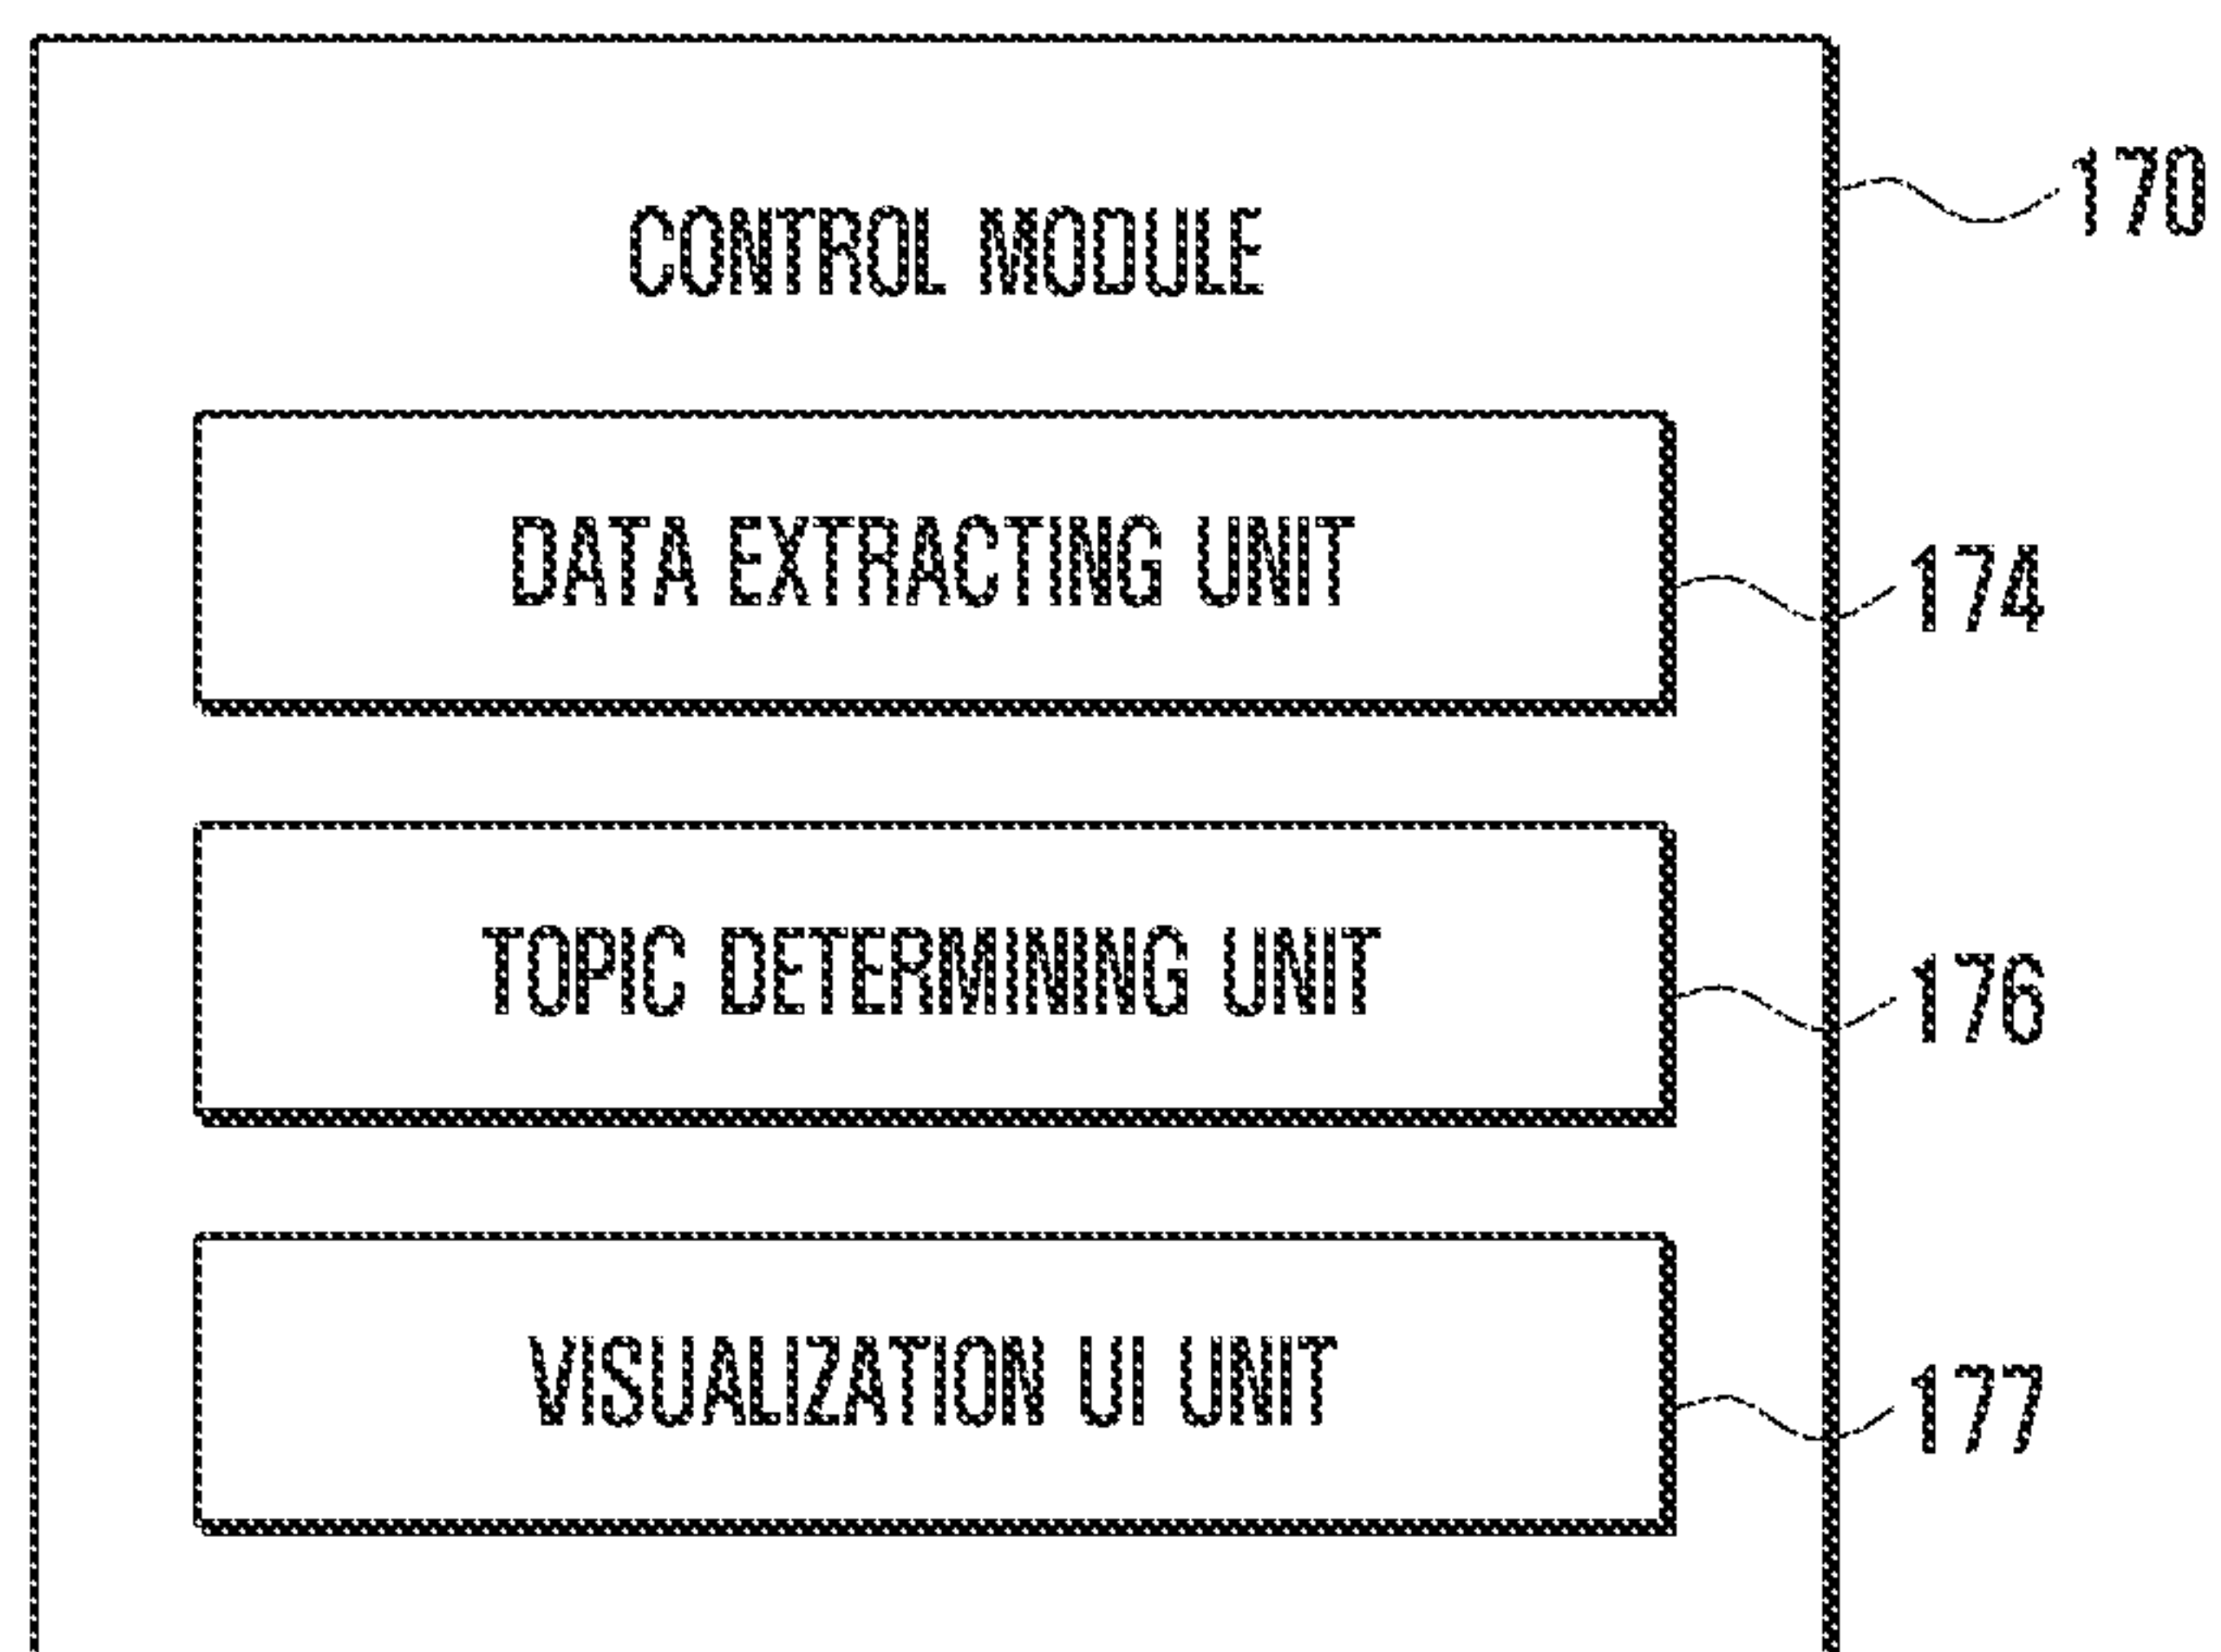 170
CONTROL MODULE
DATA EXTRACTING UNIT
174
TOPIC DETERMINING UNIT
176
VISUALIZATION UI UNIT
177